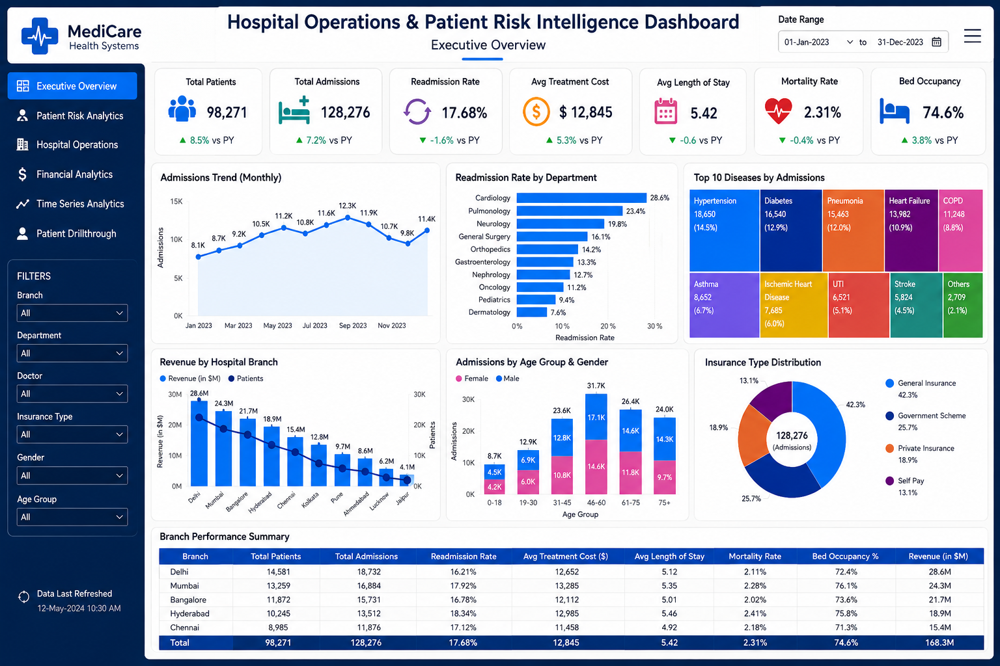 MediCare
Health Systems
Hospital Operations & Patient Risk Intelligence Dashboard
Executive Overview
Date Range
01-Jan-2023 to 31-Dec-2023
Executive Overview
Patient Risk Analytics
Hospital Operations
Financial Analytics
Time Series Analytics
Patient Drillthrough
FILTERS
Branch
All
Department
All
Doctor
All
Insurance Type
All
Gender
All
Age Group
All
Data Last Refreshed
12-May-2024 10:30 AM
Total Patients
98,271
▲ 8.5% vs PY
Total Admissions
128,276
▲ 7.2% vs PY
Readmission Rate
17.68%
▼ -1.6% vs PY
Avg Treatment Cost
$ 12,845
▲ 5.3% vs PY
Avg Length of Stay
5.42
▼ -0.6 vs PY
Mortality Rate
2.31%
▼ -0.4% vs PY
Bed Occupancy
74.6%
▲ 3.8% vs PY
Admissions Trend (Monthly)
Admissions
15K
10K
5K
0K
8.1K
8.7K
9.2K
10.5K
11.2K
10.8K
11.6K
12.3K
11.9K
10.7K
9.8K
11.4K
Jan 2023 Mar 2023 May 2023 Jul 2023 Sep 2023 Nov 2023
Readmission Rate by Department
Cardiology 28.6%
Pulmonology 23.4%
Neurology 19.8%
General Surgery 16.1%
Orthopedics 14.2%
Gastroenterology 13.3%
Nephrology 12.7%
Oncology 11.2%
Pediatrics 9.4%
Dermatology 7.6%
0% 10% 20% 30%
Readmission Rate
Top 10 Diseases by Admissions
Hypertension
18,650
(14.5%)
Diabetes
16,540
(12.9%)
Pneumonia
15,463
(12.0%)
Heart Failure
13,982
(10.9%)
COPD
11,248
(8.8%)
Asthma
8,652
(6.7%)
Ischemic Heart
Disease
7,685
(6.0%)
UTI
6,521
(5.1%)
Stroke
5,824
(4.5%)
Others
2,709
(2.1%)
Revenue by Hospital Branch
Revenue (in $M) Patients
Revenue (in $M)
30M
20M
10M
0M
28.6M
24.3M
21.7M
18.9M
15.4M
12.8M
9.7M
8.6M
6.2M
4.1M
30K
20K
10K
0K
Patients
Delhi
Mumbai
Bangalore
Hyderabad
Chennai
Kolkata
Pune
Ahmedabad
Lucknow
Jaipur
Admissions by Age Group & Gender
Female Male
Admissions
30K
20K
10K
0K
8.7K
4.5K
4.2K
12.9K
6.9K
6.0K
23.6K
12.8K
10.8K
31.7K
17.1K
14.6K
26.4K
14.6K
11.8K
24.0K
14.3K
9.7%
0-18 19-30 31-45 46-60 61-75 75+
Age Group
Insurance Type Distribution
13.1%
42.3%
18.9%
25.7%
128,276
(Admissions)
General Insurance
42.3%
Government Scheme
25.7%
Private Insurance
18.9%
Self Pay
13.1%
Branch Performance Summary
Branch Total Patients Total Admissions Readmission Rate Avg Treatment Cost ($) Avg Length of Stay Mortality Rate Bed Occupancy % Revenue (in $M)
Delhi 14,581 18,732 16.21% 12,652 5.12 2.11% 72.4% 28.6M
Mumbai 13,259 16,884 17.92% 13,285 5.35 2.28% 76.1% 24.3M
Bangalore 11,872 15,731 16.78% 12,112 5.01 2.02% 73.6% 21.7M
Hyderabad 10,245 13,512 18.34% 12,985 5.46 2.41% 75.8% 18.9M
Chennai 8,985 11,876 17.12% 11,458 4.92 2.18% 71.3% 15.4M
Total 98,271 128,276 17.68% 12,845 5.42 2.31% 74.6% 168.3M